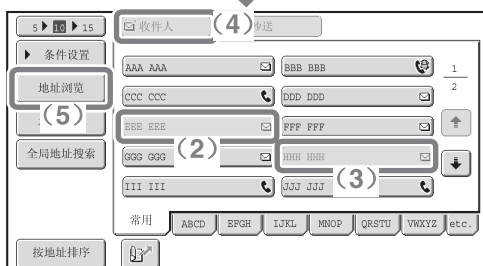 5 10 15 收件人 (4) 抄送
条件设置
AAA AAA BBB BBB 1
地址浏览 CCC CCC DDD DDD 2
(5) EEE EEE FFF FFF
(2)
全局地址搜索 GGG GGG HHH HHH
(3)
III III JJJ JJJ
常用 ABCD EFGH IJKL MNOP QRSTU VWXYZ etc.
按地址排序